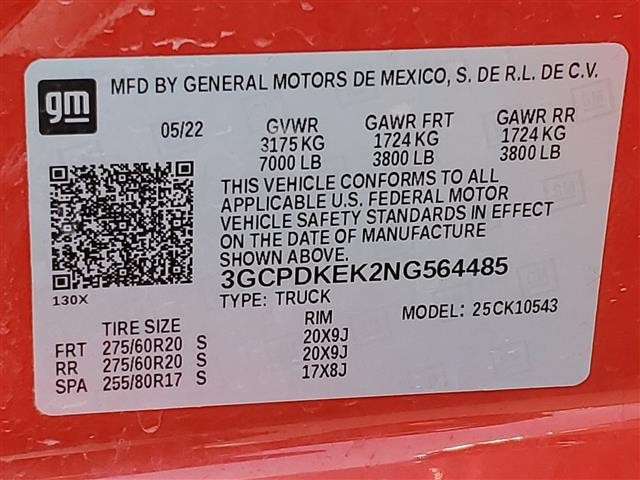 gm
MFD BY GENERAL MOTORS DE MEXICO, S. DE R.L. DE C.V.
05/22 GVWR GAWR FRT GAWR RR
3175 KG 1724 KG 1724 KG
7000 LB 3800 LB 3800 LB
THIS VEHICLE CONFORMS TO ALL
APPLICABLE U.S. FEDERAL MOTOR
VEHICLE SAFETY STANDARDS IN EFFECT
ON THE DATE OF MANUFACTURE
SHOWN ABOVE.
3GCPDKEK2NG564485
130X
TYPE: TRUCK MODEL: 25CK10543
TIRE SIZE RIM
FRT 275/60R20 S 20X9J
RR 275/60R20 S 20X9J
SPA 255/80R17 S 17X8J